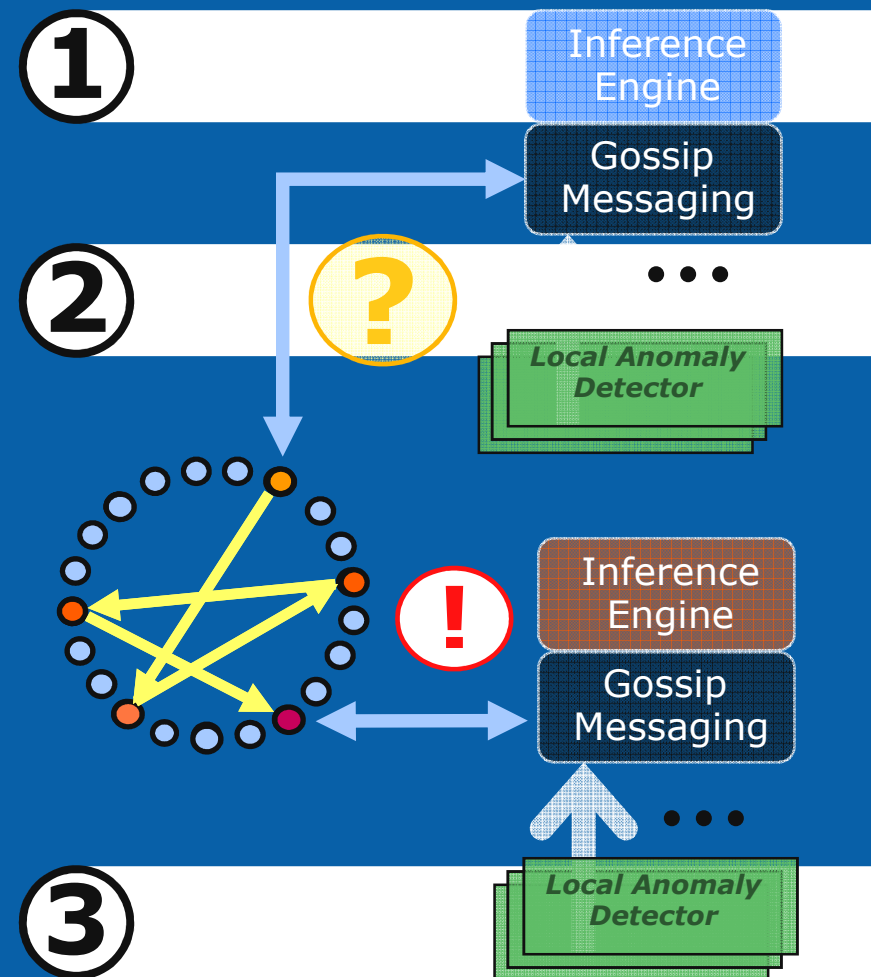 1
Inference
Engine
Gossip
Messaging
2
?
•••
Local Anomaly
Detector
!
Inference
Engine
Gossip
Messaging
•••
3
Local Anomaly
Detector